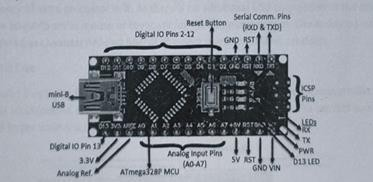 Reset Button
Serial Comm. Pins
(RXD & TXD)
Digital IO Pins 2-12
GND RST
ICSP
Pins
mini-B
USB
LEDs
RX
TX
PWR
D13 LED
Digital IO Pin 13
3.3V
Analog Ref.
Analog Input Pins
(A0-A7)
ATmega328P MCU
5V RST
GND VIN